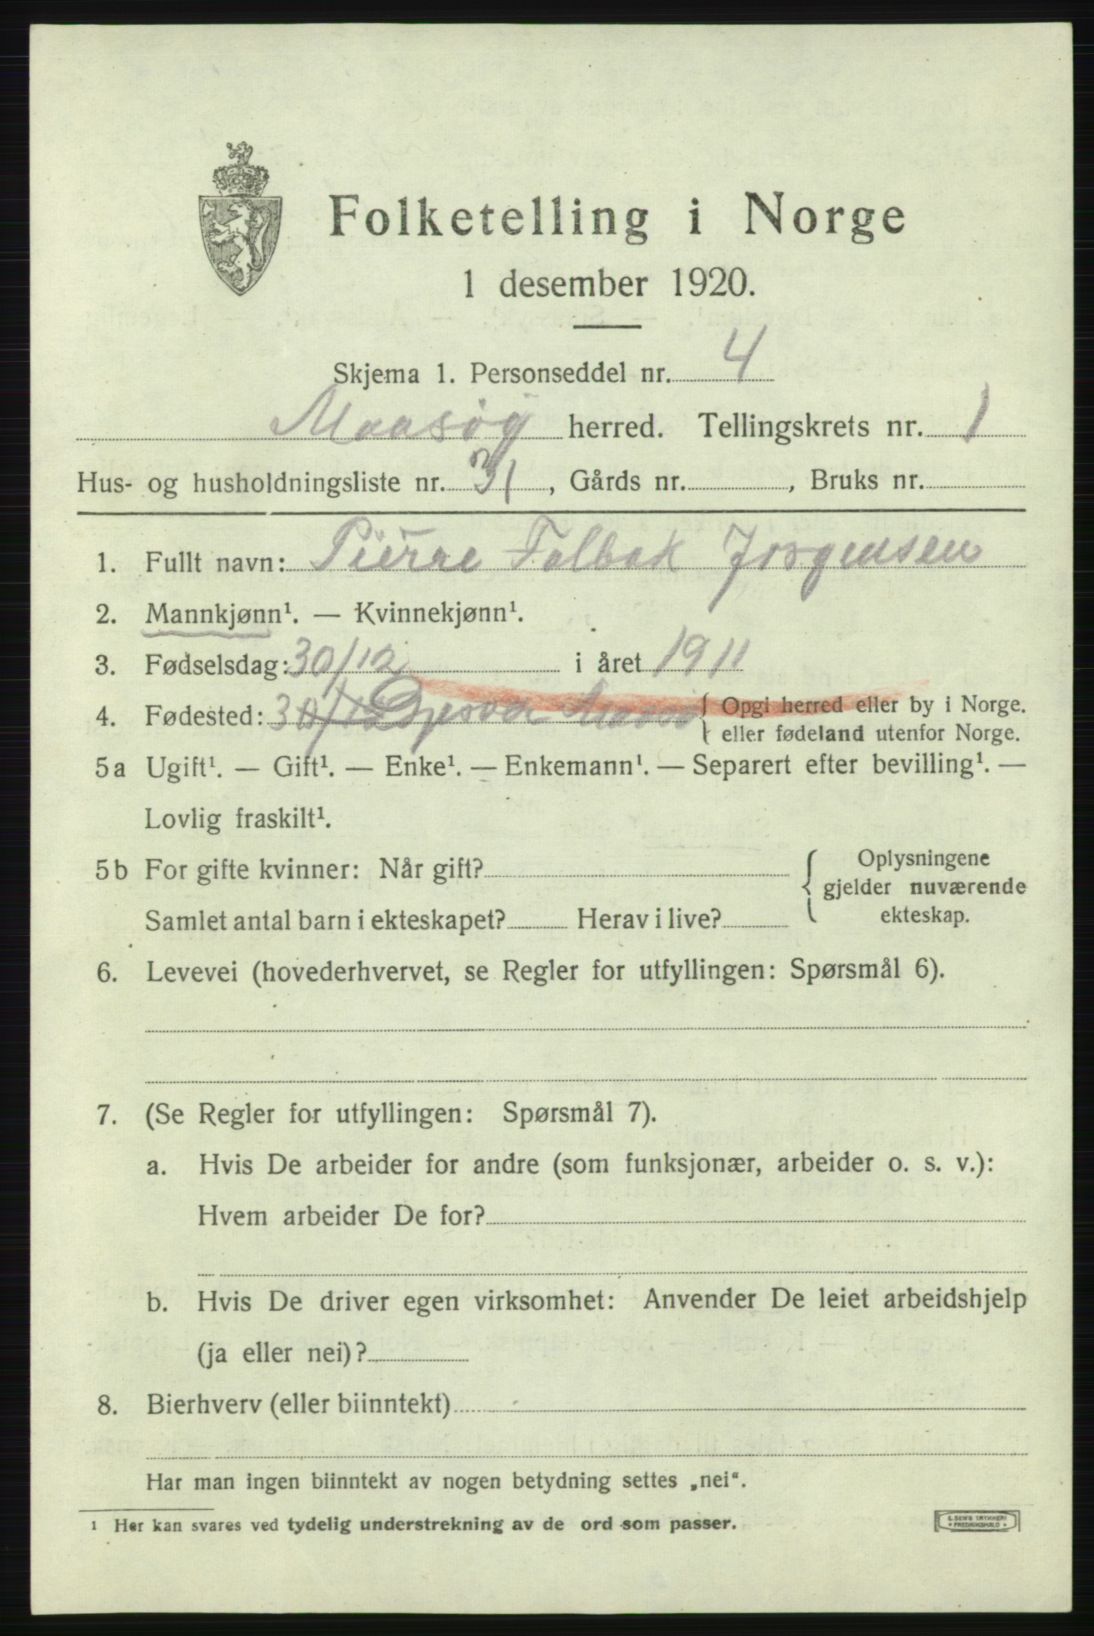 Folketelling i Norge
1 desember 1920.
Skjema 1. Personseddel nr. 4
Maasøy herred. Tellingskrets nr. 1
Hus- og husholdningsliste nr. 31, Gårds nr. , Bruks nr.
1. Fullt navn: Pierre Folbak Jørgensen
2. Mannkjønn¹. — Kvinnekjønn¹.
3. Fødselsdag: 30/12 i året 1911
4. Fødested: { Opgi herred eller by i Norge.
eller fødeland utenfor Norge.
5a Ugift¹. — Gift¹. — Enke¹. — Enkemann¹. — Separert efter bevilling¹. —
Lovlig fraskilt¹.
5b For gifte kvinner: Når gift? { Oplysningene
gjelder nuværende
ekteskap.
Samlet antal barn i ekteskapet? Herav i live?
6. Levevei (hovederhvervet, se Regler for utfyllingen: Spørsmål 6).
7. (Se Regler for utfyllingen: Spørsmål 7).
a. Hvis De arbeider for andre (som funksjonær, arbeider o. s. v.):
Hvem arbeider De for?
b. Hvis De driver egen virksomhet: Anvender De leiet arbeidshjelp
(ja eller nei)?
8. Bierhverv (eller biinntekt)
Har man ingen biinntekt av nogen betydning settes „nei“.
¹ Her kan svares ved tydelig understrekning av de ord som passer.